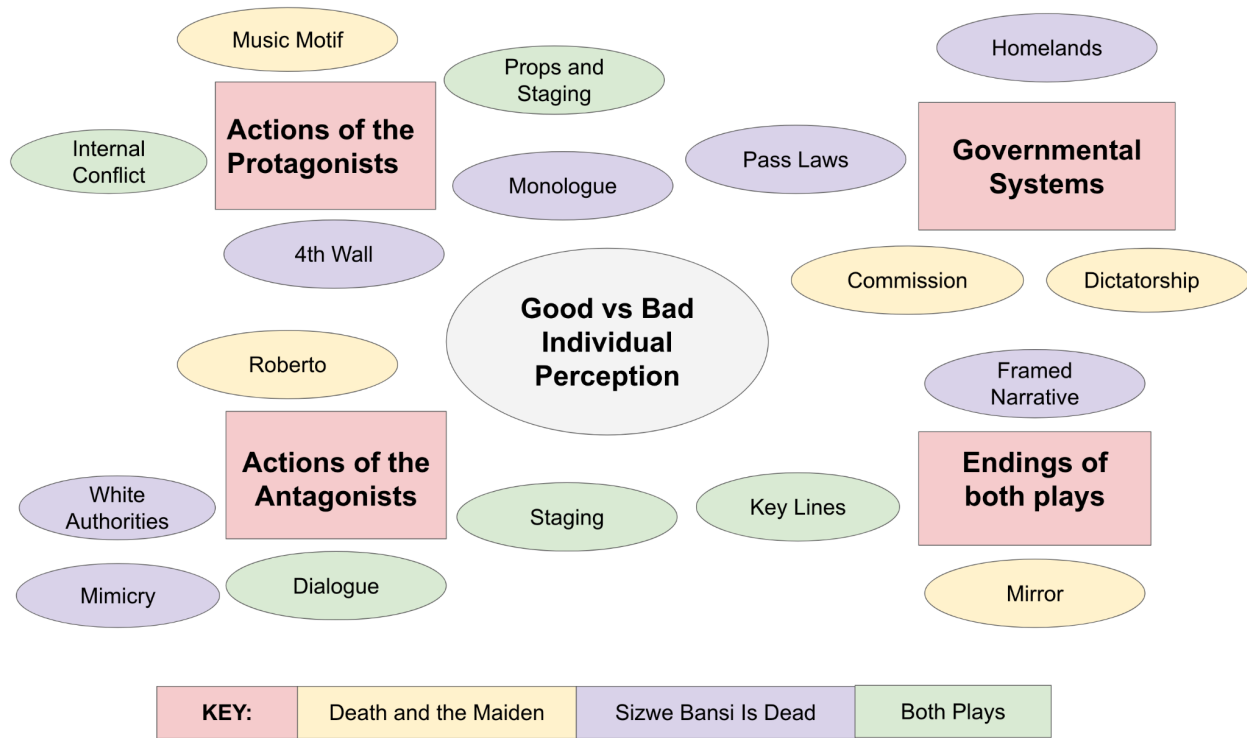 Music Motif
Props and
Staging
Homelands
Actions of the
Protagonists
Internal
Conflict
Monologue
Pass Laws
Governmental
Systems
4th Wall
Commission
Dictatorship
Good vs Bad
Individual
Perception
Roberto
Framed
Narrative
Actions of the
Antagonists
Endings of
both plays
White
Authorities
Staging
Key Lines
Mimicry
Dialogue
Mirror
KEY:
Death and the Maiden
Sizwe Bansi Is Dead
Both Plays